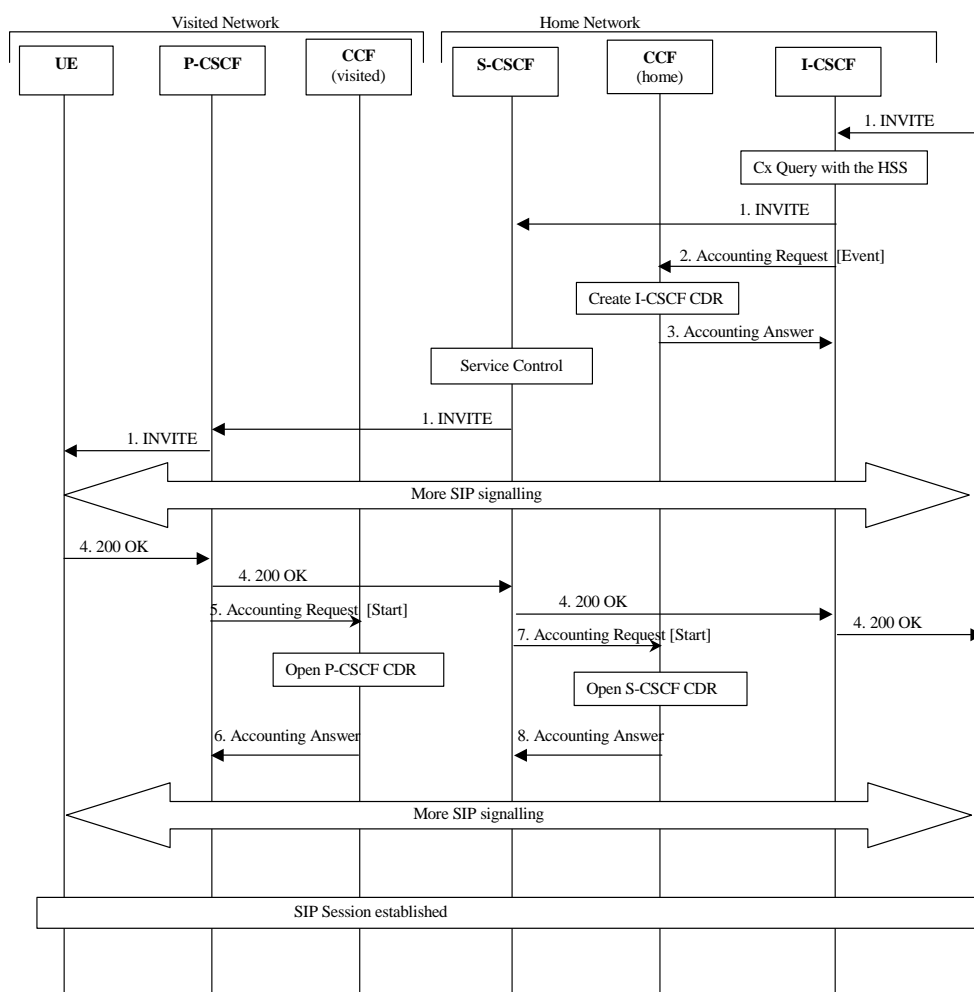 Visited Network
Home Network
UE
P-CSCF
CCF
(visited)
S-CSCF
CCF
(home)
I-CSCF
1. INVITE
Cx Query with the HSS
1. INVITE
2. Accounting Request [Event]
Create I-CSCF CDR
3. Accounting Answer
Service Control
1. INVITE
1. INVITE
More SIP signalling
4. 200 OK
4. 200 OK
4. 200 OK
5. Accounting Request [Start]
4. 200 OK
7. Accounting Request [Start]
Open P-CSCF CDR
Open S-CSCF CDR
6. Accounting Answer
8. Accounting Answer
More SIP signalling
SIP Session established